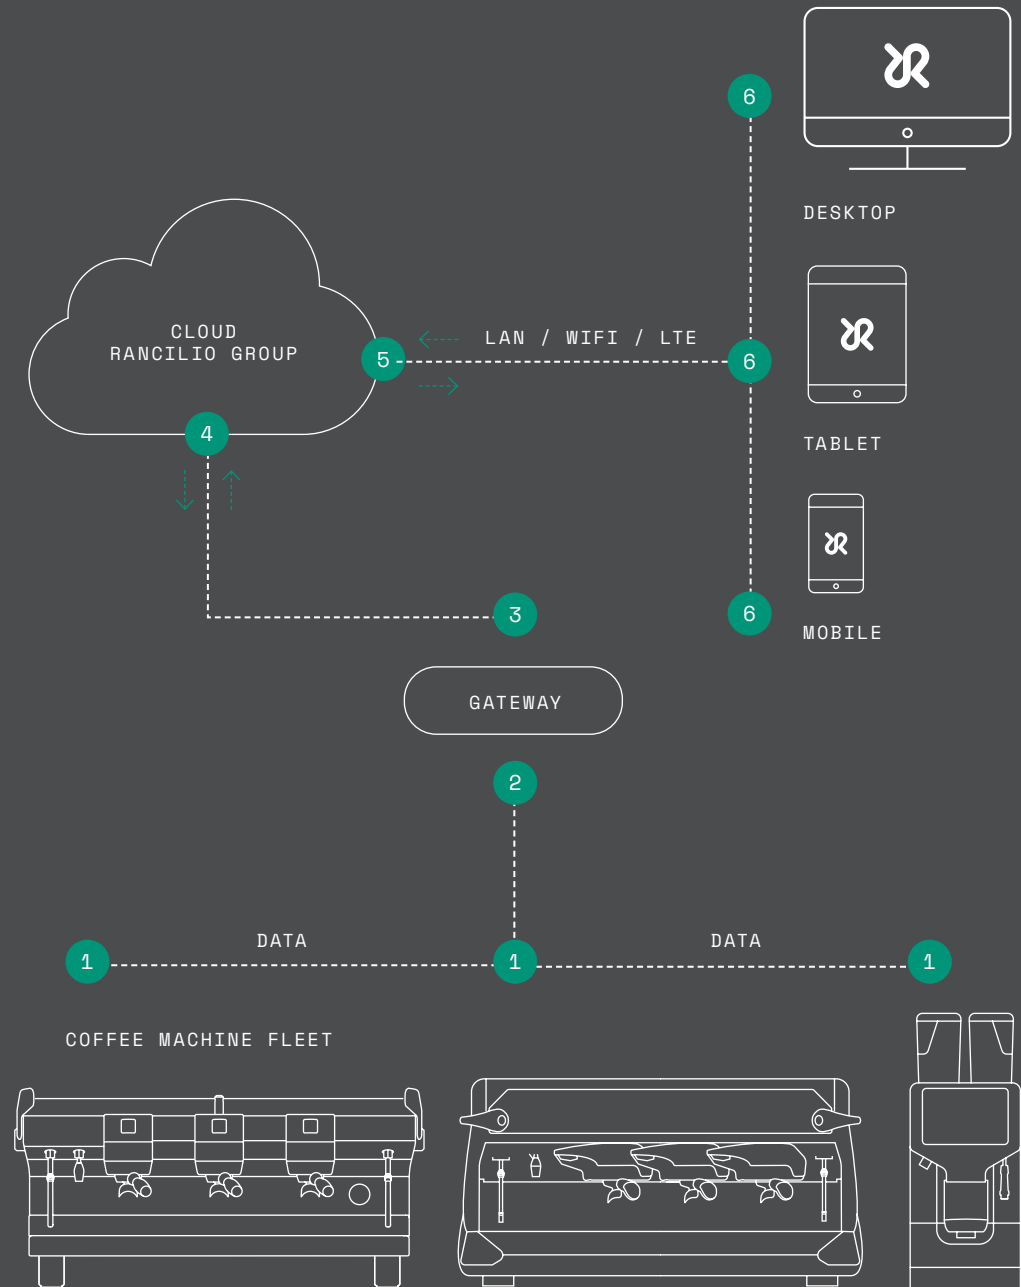 6
DESKTOP
CLOUD
RANCILIO GROUP
LAN / WIFI / LTE
5
6
4
TABLET
3
6
MOBILE
GATEWAY
2
DATA
DATA
1
1
1
COFFEE MACHINE FLEET